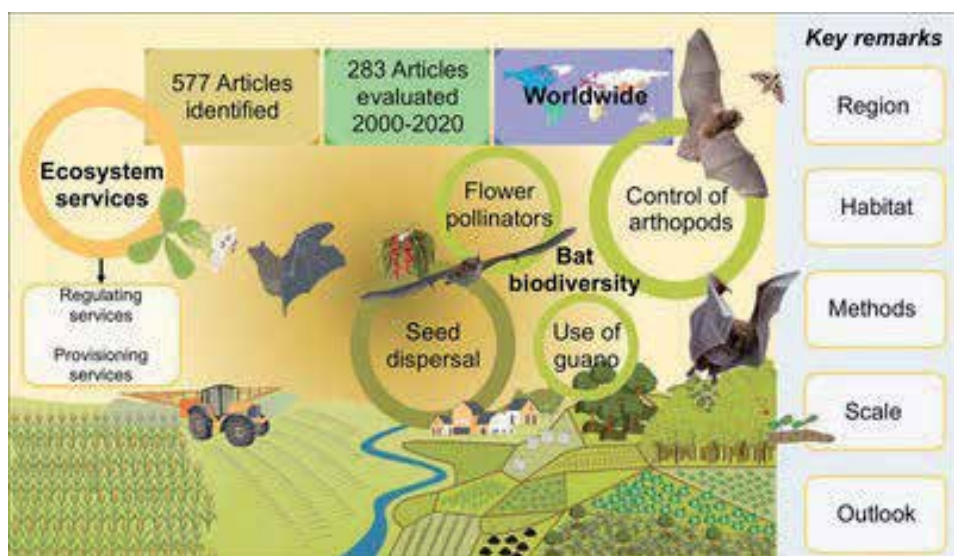 577 Articles
identified
283 Articles
evaluated
2000-2020
Worldwide
Key remarks
Region
Habitat
Methods
Scale
Outlook
Ecosystem
services
Regulating
services
Provisioning
services
Flower
pollinators
Control of
arthopods
Bat
biodiversity
Seed
dispersal
Use of
guano